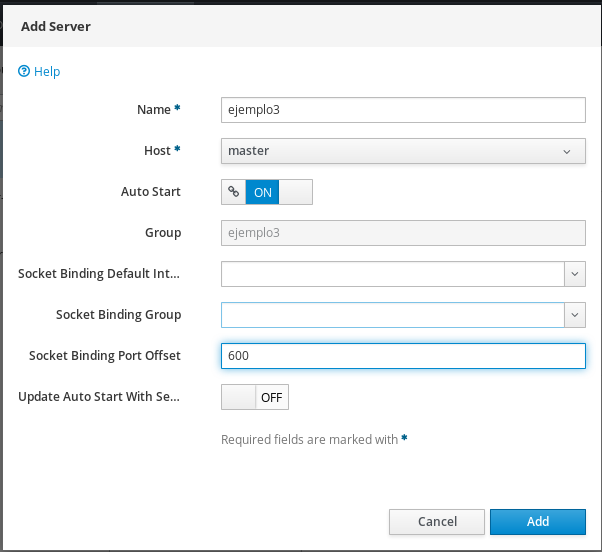 Add Server
Help
Name *
ejemplo3
Host *
master
Auto Start
ON
Group
ejemplo3
Socket Binding Default Int...
Socket Binding Group
Socket Binding Port Offset
600
Update Auto Start With Se...
OFF
Required fields are marked with *
Cancel
Add